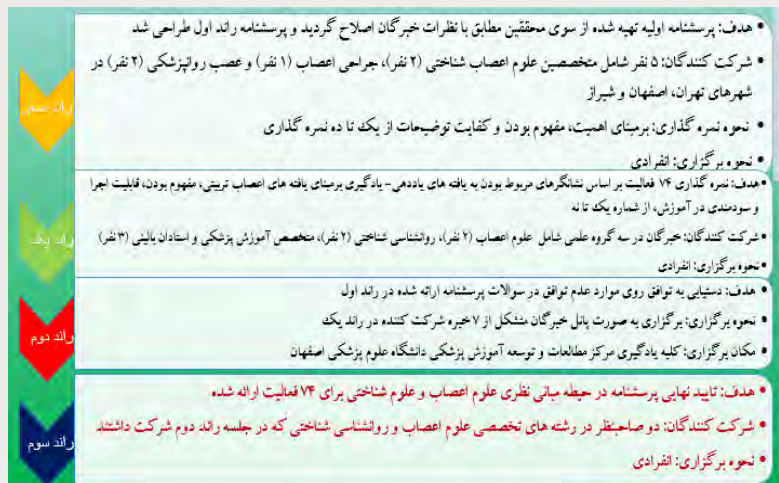 راند صفر
• هدف: پرسشنامه اولیه تهیه شده از سوی محققین مطابق با نظرات خبرگان اصلاح گردید و پرسشنامه راند اول طراحی شد
• شرکت کنندگان: ۵ نفر شامل متخصصین علوم اعصاب شناختی (۲ نفر)، جراحی اعصاب (۱ نفر) و عصب روانپزشکی (۲ نفر) در
شهرهای تهران، اصفهان و شیراز
• نحوه نمره گذاری: برمبنای اهمیت، مفهوم بودن و کفایت توضیحات از یک تا ده نمره گذاری
• نحوه برگزاری: انفرادی
راند یک
• هدف: نمره گذاری ۷۴ فعالیت بر اساس نشانگرهای مربوط بودن به یافته های یاددهی- یادگیری برمبنای یافته های اعصاب تربیتی، مفهوم بودن، قابلیت اجرا
و سودمندی در آموزش، از شماره یک تا نه
• شرکت کنندگان: خبرگان در سه گروه علمی شامل علوم اعصاب (۲ نفر)، روانشناسی شناختی (۲ نفر)، متخصص آموزش پزشکی و استادان بالینی (۳ نفر)
• نحوه برگزاری: انفرادی
راند دوم
• هدف: دستیابی به توافق روی موارد عدم توافق در سوالات پرسشنامه ارائه شده در راند اول
• نحوه برگزاری: برگزاری به صورت پانل خبرگان متشکل از ۷ خبره شرکت کننده در راند یک
• مکان برگزاری: کلبه یادگیری مرکز مطالعات و توسعه آموزش پزشکی دانشگاه علوم پزشکی اصفهان
راند سوم
• هدف: تایید نهایی پرسشنامه در حیطه مبانی نظری علوم اعصاب و علوم شناختی برای ۷۴ فعالیت ارائه شده
• شرکت کنندگان: دو صاحبنظر در رشته های تخصصی علوم اعصاب و روانشناسی شناختی که در جلسه راند دوم شرکت داشتند
• نحوه برگزاری: انفرادی